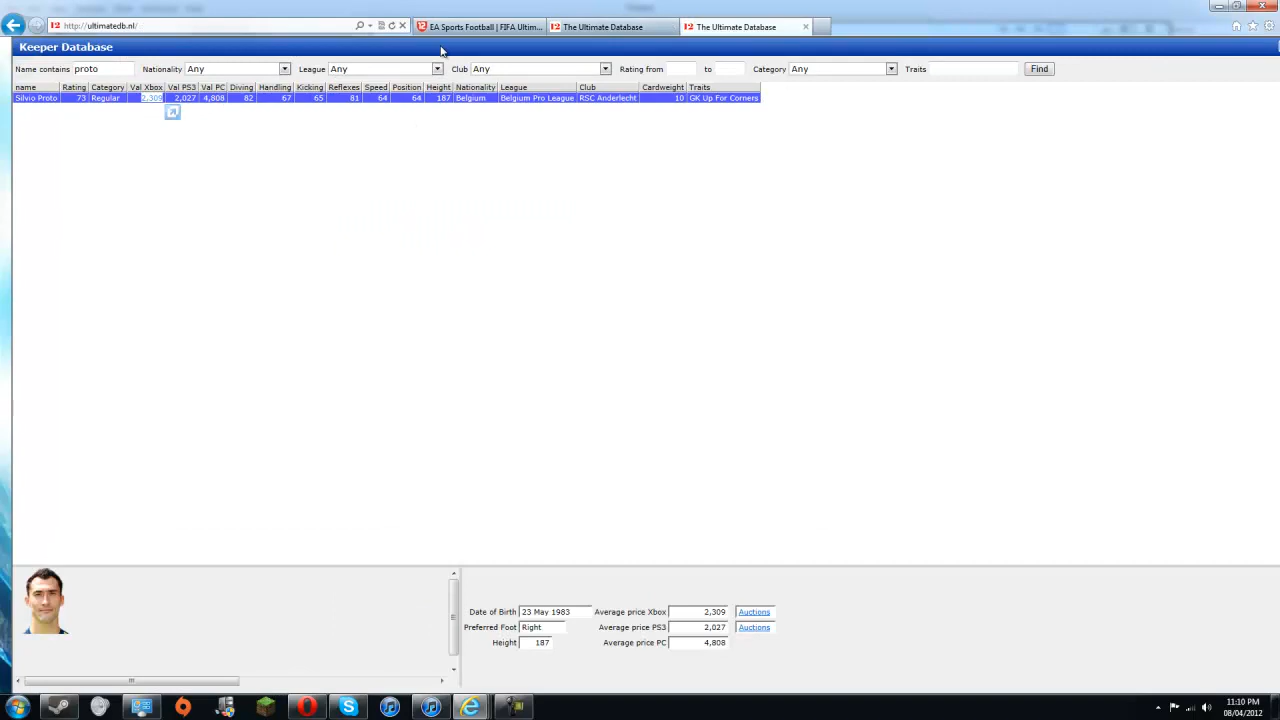 http://ultimatedb.nl/
EA Sports Football | FIFA Ultim...
The Ultimate Database
The Ultimate Database
Keeper Database
Name contains proto Nationality Any League Any Club Any Rating from to Category Any Traits Find
name Rating Category Val Xbox Val PS3 Val PC Diving Handling Kicking Reflexes Speed Position Height Nationality League Club Cardweight Traits
Silvio Proto 73 Regular 2,309 2,027 4,808 82 67 65 81 64 64 187 Belgium Belgium Pro League RSC Anderlecht 10 GK Up For Corners
Date of Birth 23 May 1983 Average price Xbox 2,309 Auctions
Preferred Foot Right Average price PS3 2,027 Auctions
Height 187 Average price PC 4,808
11:10 PM
08/04/2012